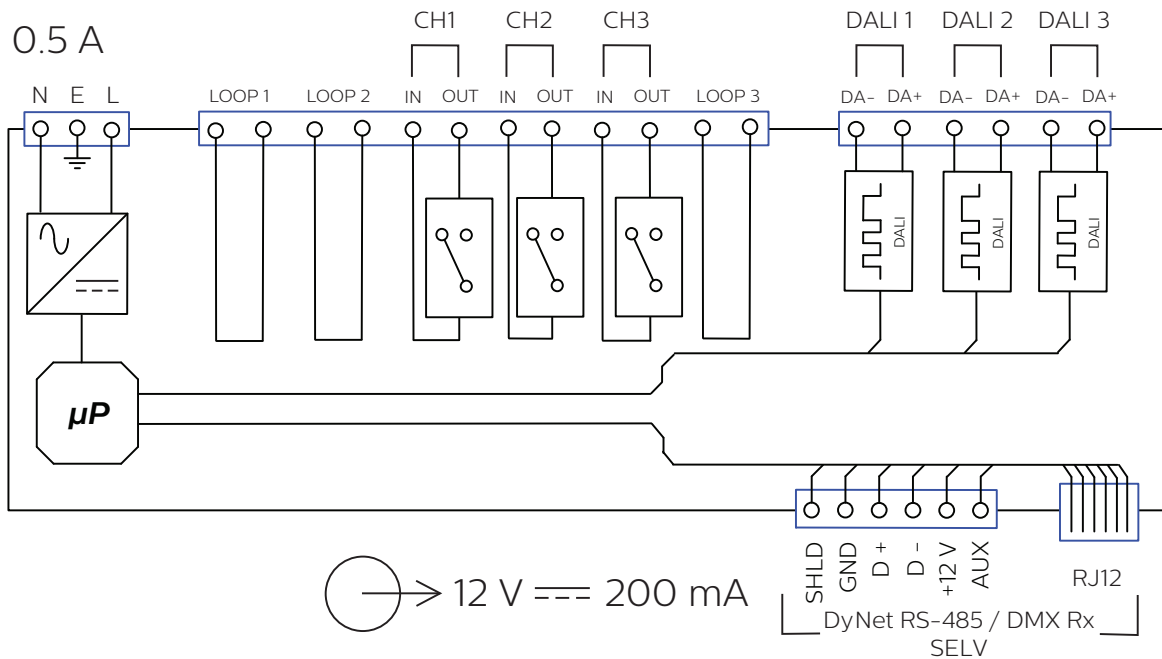 CH1 CH2 CH3 DALI 1 DALI 2 DALI 3
0.5 A
N E L LOOP 1 LOOP 2 IN OUT IN OUT IN OUT LOOP 3 DA- DA+ DA- DA+ DA- DA+
DALI DALI DALI
μP
SHLD GND D + D - +12 V AUX
RJ12
12 V 200 mA
DyNet RS-485 / DMX Rx
SELV